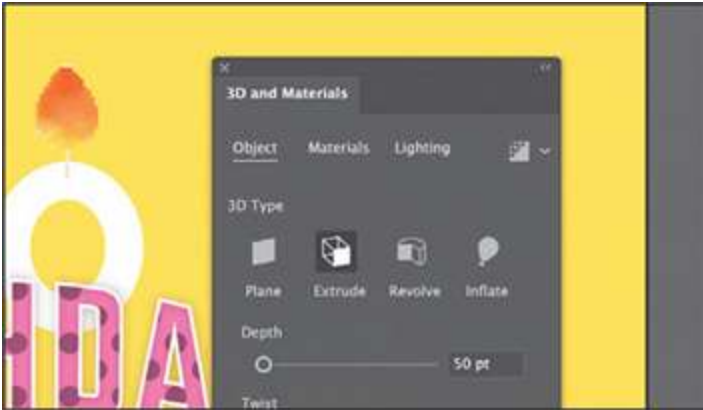 3D and Materials
Object Materials Lighting
3D Type
Plane Extrude Revolve Inflate
Depth
50 pt
Twist
O
IDA